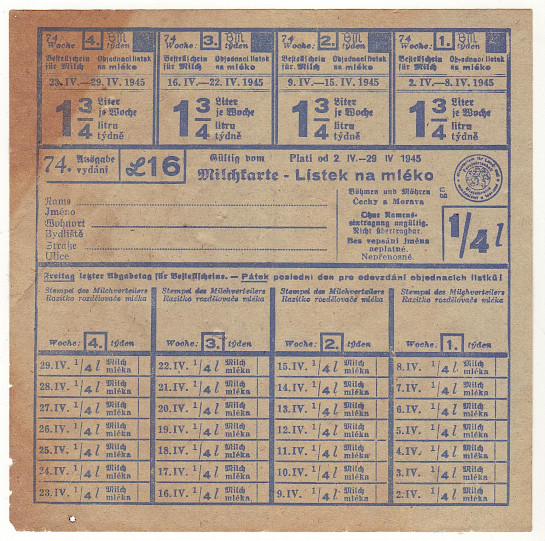 74 4. BM
Woche: týden
Bestellschein Objednací lístek
für Milch na mléko
23. IV.—29. IV. 1945
1 3/4 Liter je Woche
litru týdně
74 3. BM
Woche: týden
Bestellschein Objednací lístek
für Milch na mléko
16. IV.—22. IV. 1945
1 3/4 Liter je Woche
litru týdně
74 2. BM
Woche: týden
Bestellschein Objednací lístek
für Milch na mléko
9. IV.—15. IV. 1945
1 3/4 Liter je Woche
litru týdně
74 1. BM
Woche: týden
Bestellschein Objednací lístek
für Milch na mléko
2. IV.—8. IV. 1945
1 3/4 Liter je Woche
litru týdně
74. Ausgabe
vydání
L16
Gültig vom Platí od 2 IV.—29 IV 1945
Milchkarte - Lístek na mléko
Name
Jméno
Wohnort
Bydliště
Straße
Ulice
Böhmen und Mähren
Čechy a Morava
Ohne Namens-
eintragung ungültig.
Nicht übertragbar.
Bez vepsání jména
neplatné.
Nepřenosné.
1/4 l
Freitag letzter Abgabetag für Bestellscheine. — Pátek poslední den pro odevzdání objednacích lístků!
Stempel des Milchverteilers
Razítko rozdělovače mléka
Woche: 4. týden
29. IV. 1/4 l Milch mléka
28. IV. 1/4 l Milch mléka
27. IV. 1/4 l Milch mléka
26. IV. 1/4 l Milch mléka
25. IV. 1/4 l Milch mléka
24. IV. 1/4 l Milch mléka
23. IV. 1/4 l Milch mléka
Stempel des Milchverteilers
Razítko rozdělovače mléka
Woche: 3. týden
22. IV. 1/4 l Milch mléka
21. IV. 1/4 l Milch mléka
20. IV. 1/4 l Milch mléka
19. IV. 1/4 l Milch mléka
18. IV. 1/4 l Milch mléka
17. IV. 1/4 l Milch mléka
16. IV. 1/4 l Milch mléka
Stempel des Milchverteilers
Razítko rozdělovače mléka
Woche: 2. týden
15. IV. 1/4 l Milch mléka
14. IV. 1/4 l Milch mléka
13. IV. 1/4 l Milch mléka
12. IV. 1/4 l Milch mléka
11. IV. 1/4 l Milch mléka
10. IV. 1/4 l Milch mléka
9. IV. 1/4 l Milch mléka
Stempel des Milchverteilers
Razítko rozdělovače mléka
Woche: 1. týden
8. IV. 1/4 l Milch mléka
7. IV. 1/4 l Milch mléka
6. IV. 1/4 l Milch mléka
5. IV. 1/4 l Milch mléka
4. IV. 1/4 l Milch mléka
3. IV. 1/4 l Milch mléka
2. IV. 1/4 l Milch mléka